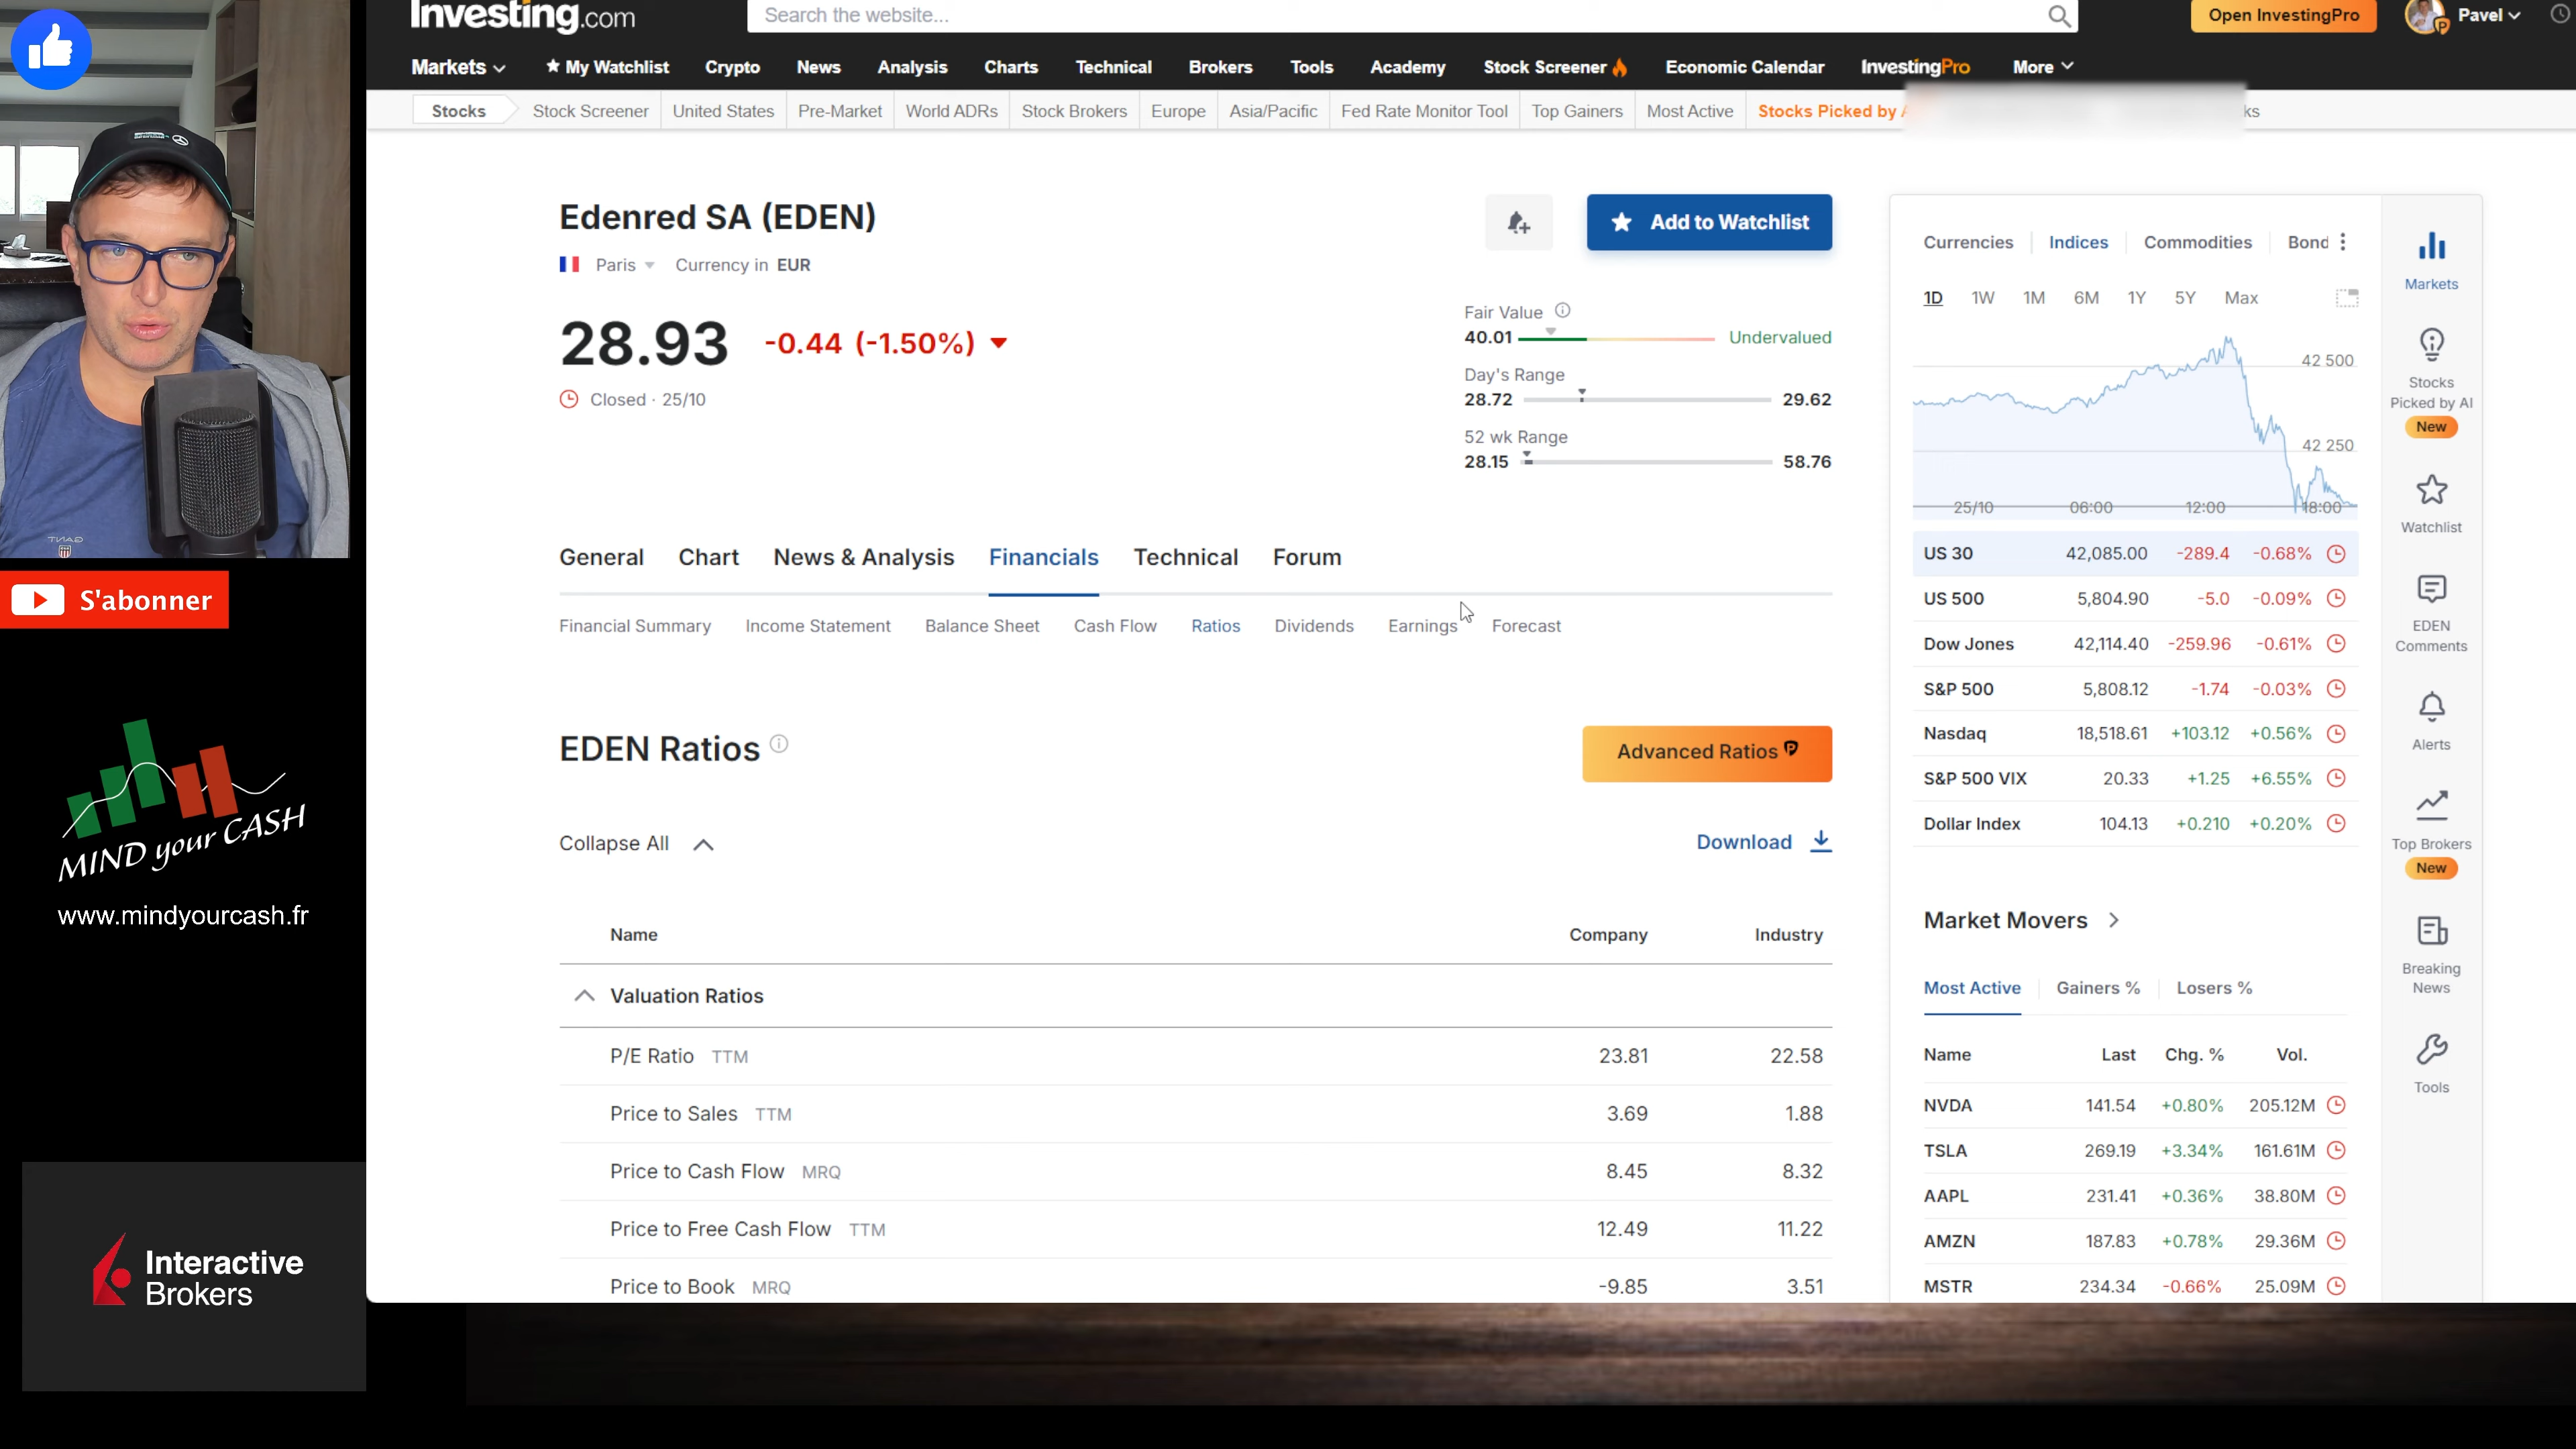 Investing.com
Search the website...
Open InvestingPro
Pavel
Markets
My Watchlist
Crypto
News
Analysis
Charts
Technical
Brokers
Tools
Academy
Stock Screener
Economic Calendar
InvestingPro
More
Stocks
Stock Screener
United States
Pre-Market
World ADRs
Stock Brokers
Europe
Asia/Pacific
Fed Rate Monitor Tool
Top Gainers
Most Active
Stocks Picked by
Edenred SA (EDEN)
Add to Watchlist
Paris
Currency in EUR
28.93 -0.44 (-1.50%)
Closed · 25/10
Fair Value
40.01 Undervalued
Day's Range
28.72 29.62
52 wk Range
28.15 58.76
General
Chart
News & Analysis
Financials
Technical
Forum
Financial Summary
Income Statement
Balance Sheet
Cash Flow
Ratios
Dividends
Earnings
Forecast
EDEN Ratios
Advanced Ratios
Collapse All
Download
Name Company Industry
Valuation Ratios
P/E Ratio TTM 23.81 22.58
Price to Sales TTM 3.69 1.88
Price to Cash Flow MRQ 8.45 8.32
Price to Free Cash Flow TTM 12.49 11.22
Price to Book MRQ -9.85 3.51
Currencies
Indices
Commodities
Bond
1D 1W 1M 6M 1Y 5Y Max
42 500
42 250
25/10 06:00 12:00 18:00
US 30 42,085.00 -289.4 -0.68%
US 500 5,804.90 -5.0 -0.09%
Dow Jones 42,114.40 -259.96 -0.61%
S&P 500 5,808.12 -1.74 -0.03%
Nasdaq 18,518.61 +103.12 +0.56%
S&P 500 VIX 20.33 +1.25 +6.55%
Dollar Index 104.13 +0.210 +0.20%
Market Movers
Most Active
Gainers %
Losers %
Name Last Chg. % Vol.
NVDA 141.54 +0.80% 205.12M
TSLA 269.19 +3.34% 161.61M
AAPL 231.41 +0.36% 38.80M
AMZN 187.83 +0.78% 29.36M
MSTR 234.34 -0.66% 25.09M
Markets
Stocks
Picked by AI
New
Watchlist
EDEN
Comments
Alerts
Top Brokers
New
Breaking
News
Tools
GANT
S'abonner
MIND your CASH
www.mindyourcash.fr
Interactive
Brokers